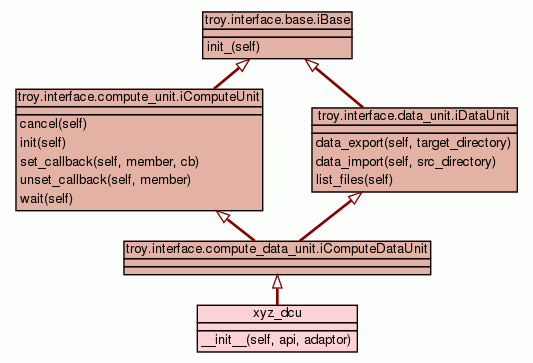 troy.interface.base.iBase
init_(self)
troy.interface.compute_unit.iComputeUnit
cancel(self)
init(self)
set_callback(self, member, cb)
unset_callback(self, member)
wait(self)
troy.interface.data_unit.iDataUnit
data_export(self, target_directory)
data_import(self, src_directory)
list_files(self)
troy.interface.compute_data_unit.iComputeDataUnit
xyz_dcu
__init__(self, api, adaptor)